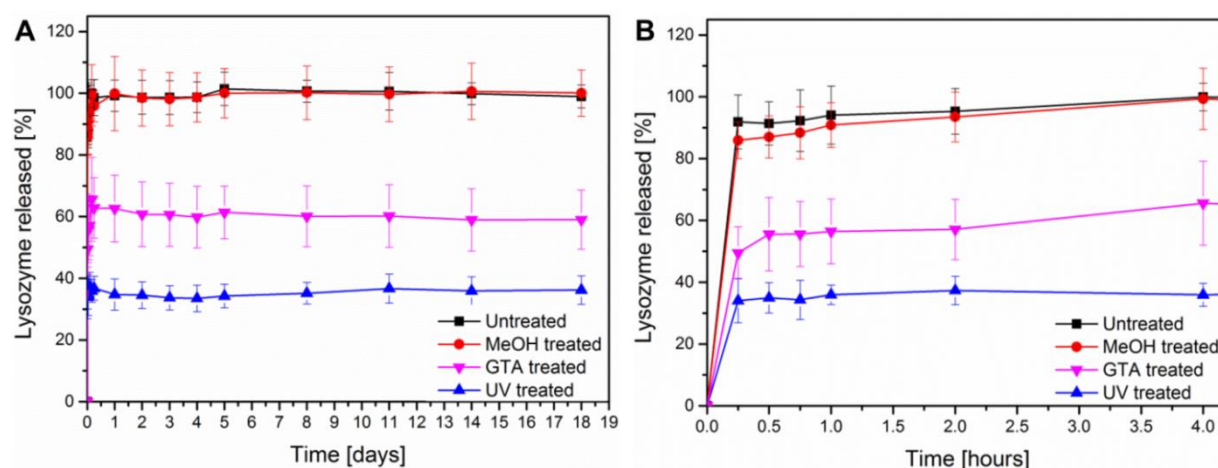 A
Lysozyme released [%]
120
100
80
60
40
20
0
Untreated
MeOH treated
GTA treated
UV treated
0 1 2 3 4 5 6 7 8 9 10 11 12 13 14 15 16 17 18 19
Time [days]
B
Lysozyme released [%]
120
100
80
60
40
20
0
Untreated
MeOH treated
GTA treated
UV treated
0.0 0.5 1.0 1.5 2.0 2.5 3.0 3.5 4.0
Time [hours]